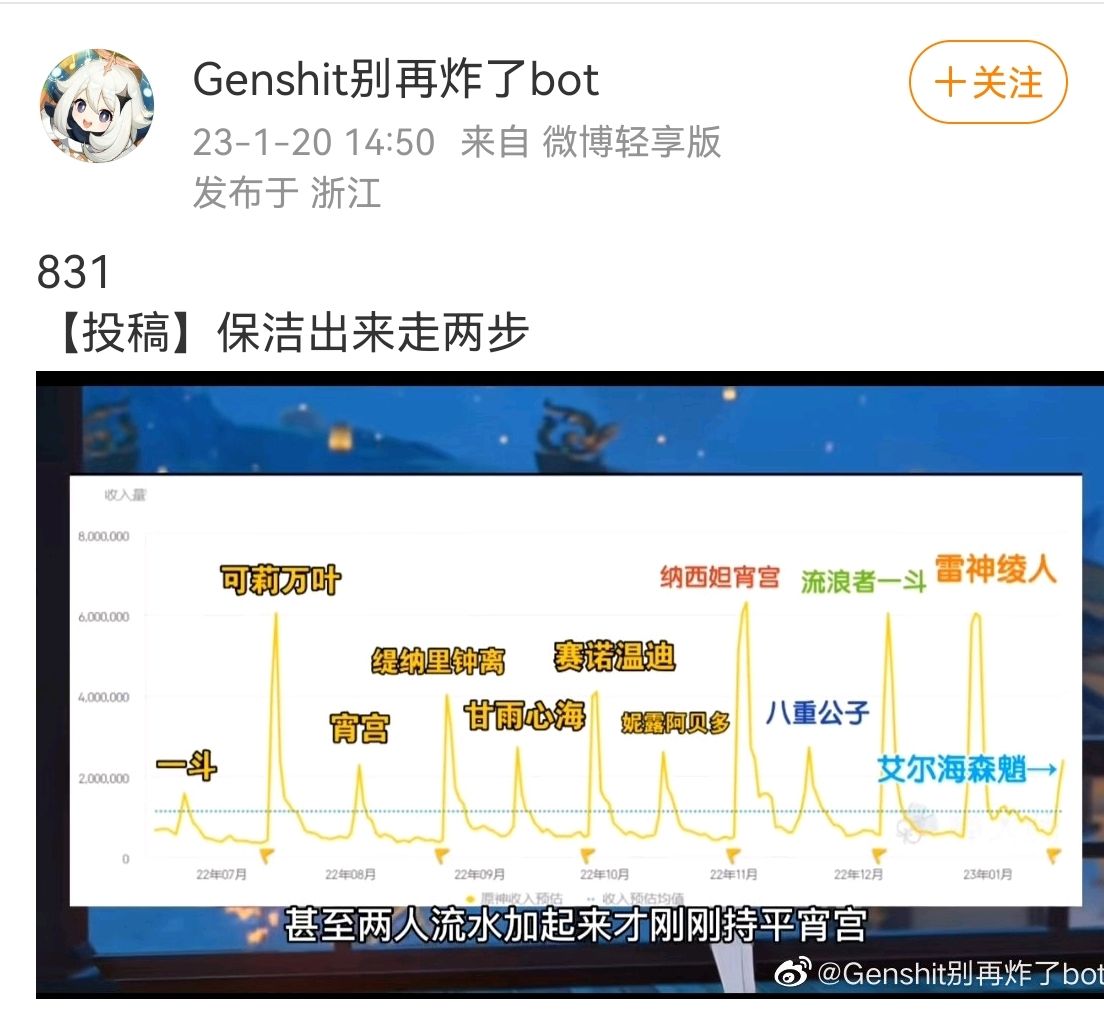 Genshit别再炸了bot
+关注
23-1-20 14:50 来自 微博轻享版
发布于 浙江
831
【投稿】保洁出来走两步
收入量
8,000,000
6,000,000
4,000,000
2,000,000
0
一斗
可莉万叶
宵宫
缇纳里钟离
甘雨心海
赛诺温迪
妮露阿贝多
纳西妲宵宫
八重公子
流浪者一斗
雷神绫人
艾尔海森魈→
22年07月
22年08月
22年09月
22年10月
22年11月
22年12月
23年01月
原神收入预估
收入预估均值
甚至两人流水加起来才刚刚持平宵宫
@Genshit别再炸了bot